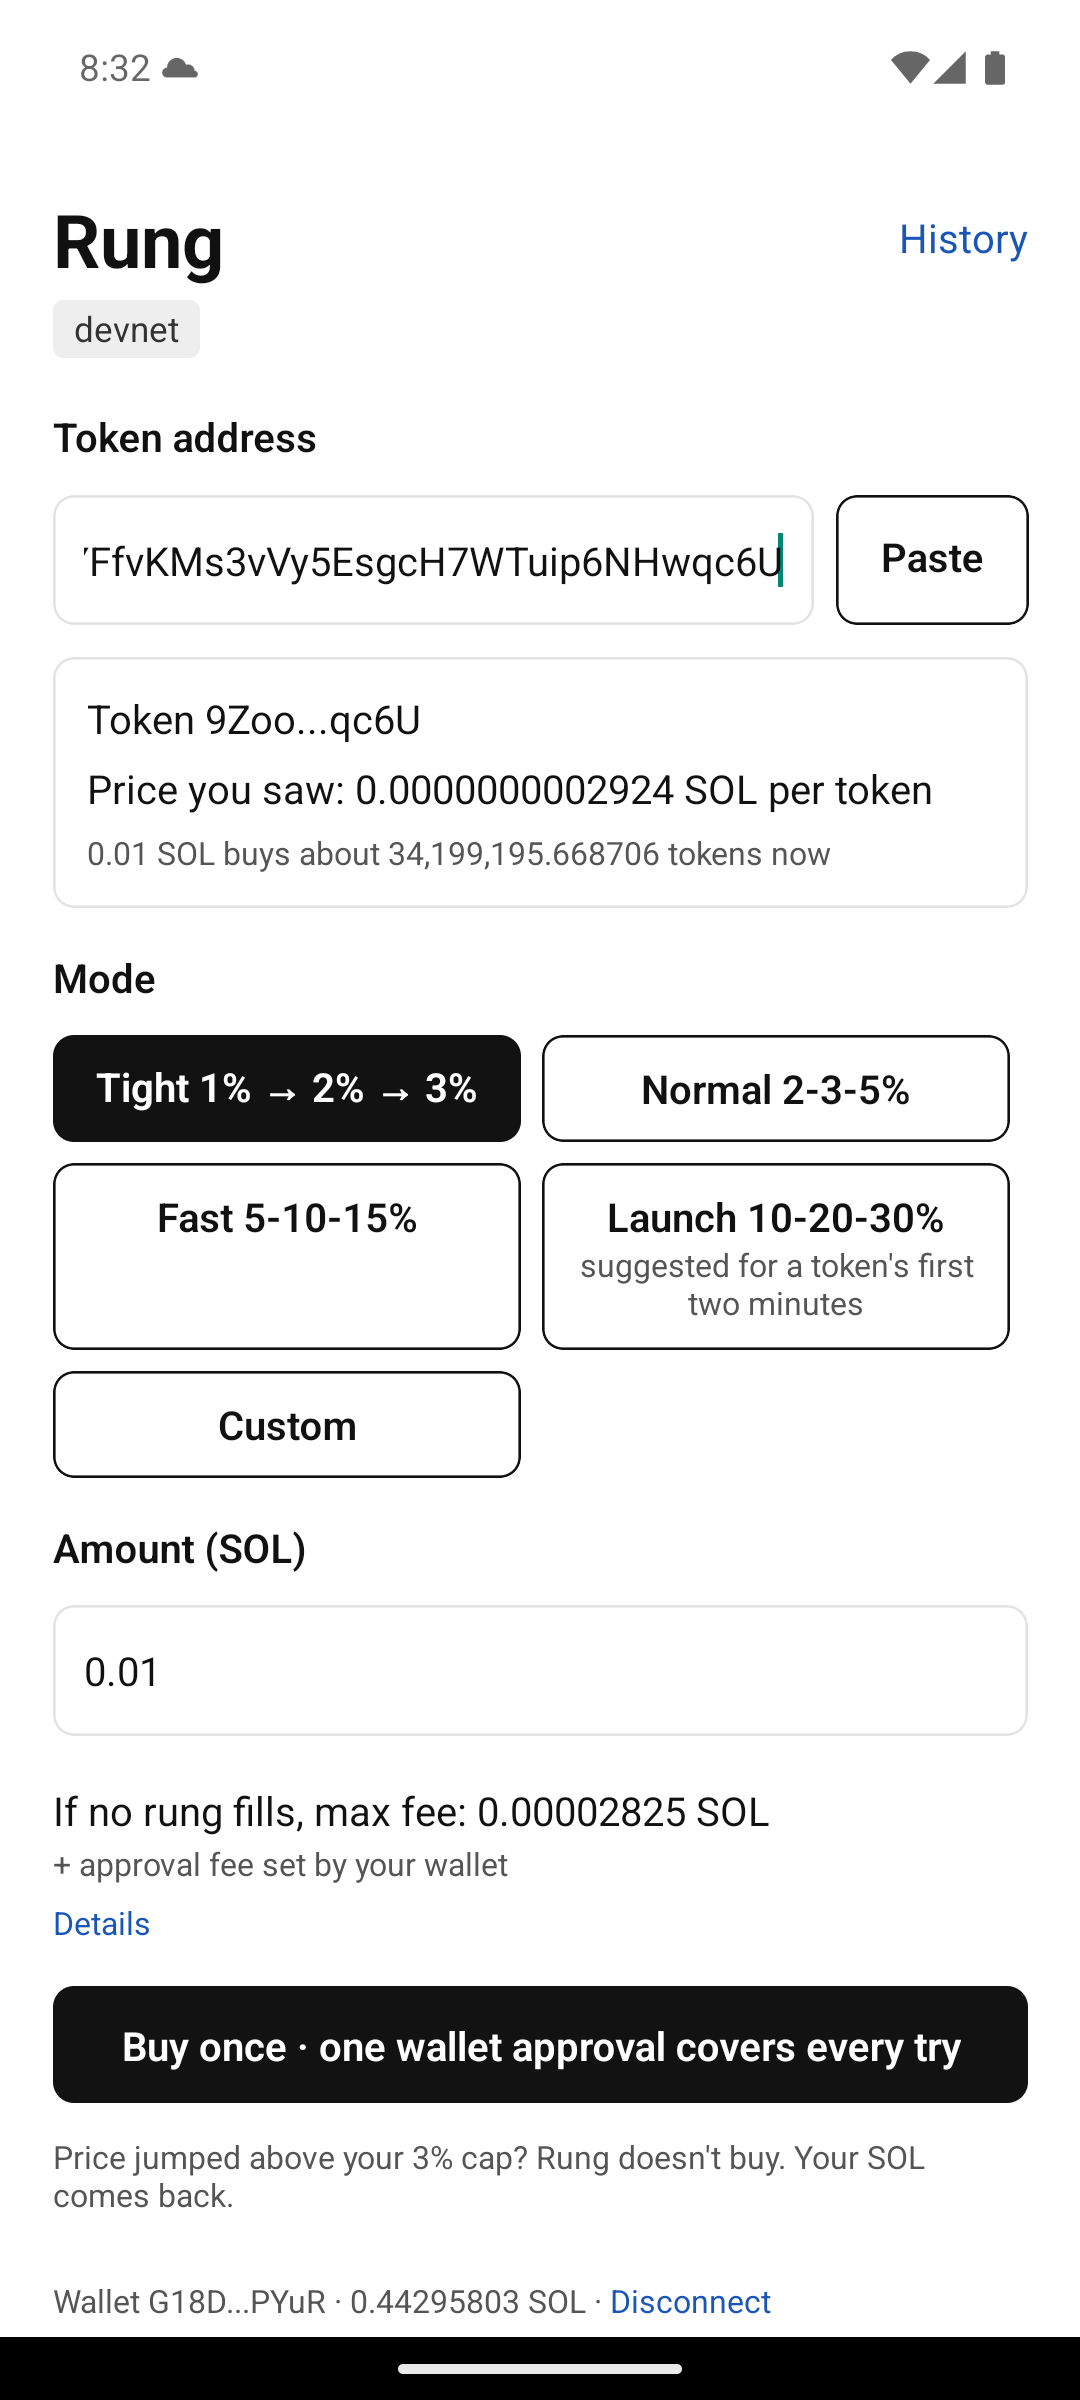 8:32
Rung
History
devnet
Token address
FfvKMs3vVy5EsgcH7WTuip6NHwqc6U
Paste
Token 9Zoo...qc6U
Price you saw: 0.0000000002924 SOL per token
0.01 SOL buys about 34,199,195.668706 tokens now
Mode
Tight 1% → 2% → 3%
Normal 2-3-5%
Fast 5-10-15%
Launch 10-20-30%
suggested for a token's first
two minutes
Custom
Amount (SOL)
0.01
If no rung fills, max fee: 0.00002825 SOL
+ approval fee set by your wallet
Details
Buy once · one wallet approval covers every try
Price jumped above your 3% cap? Rung doesn't buy. Your SOL
comes back.
Wallet G18D...PYuR · 0.44295803 SOL · Disconnect